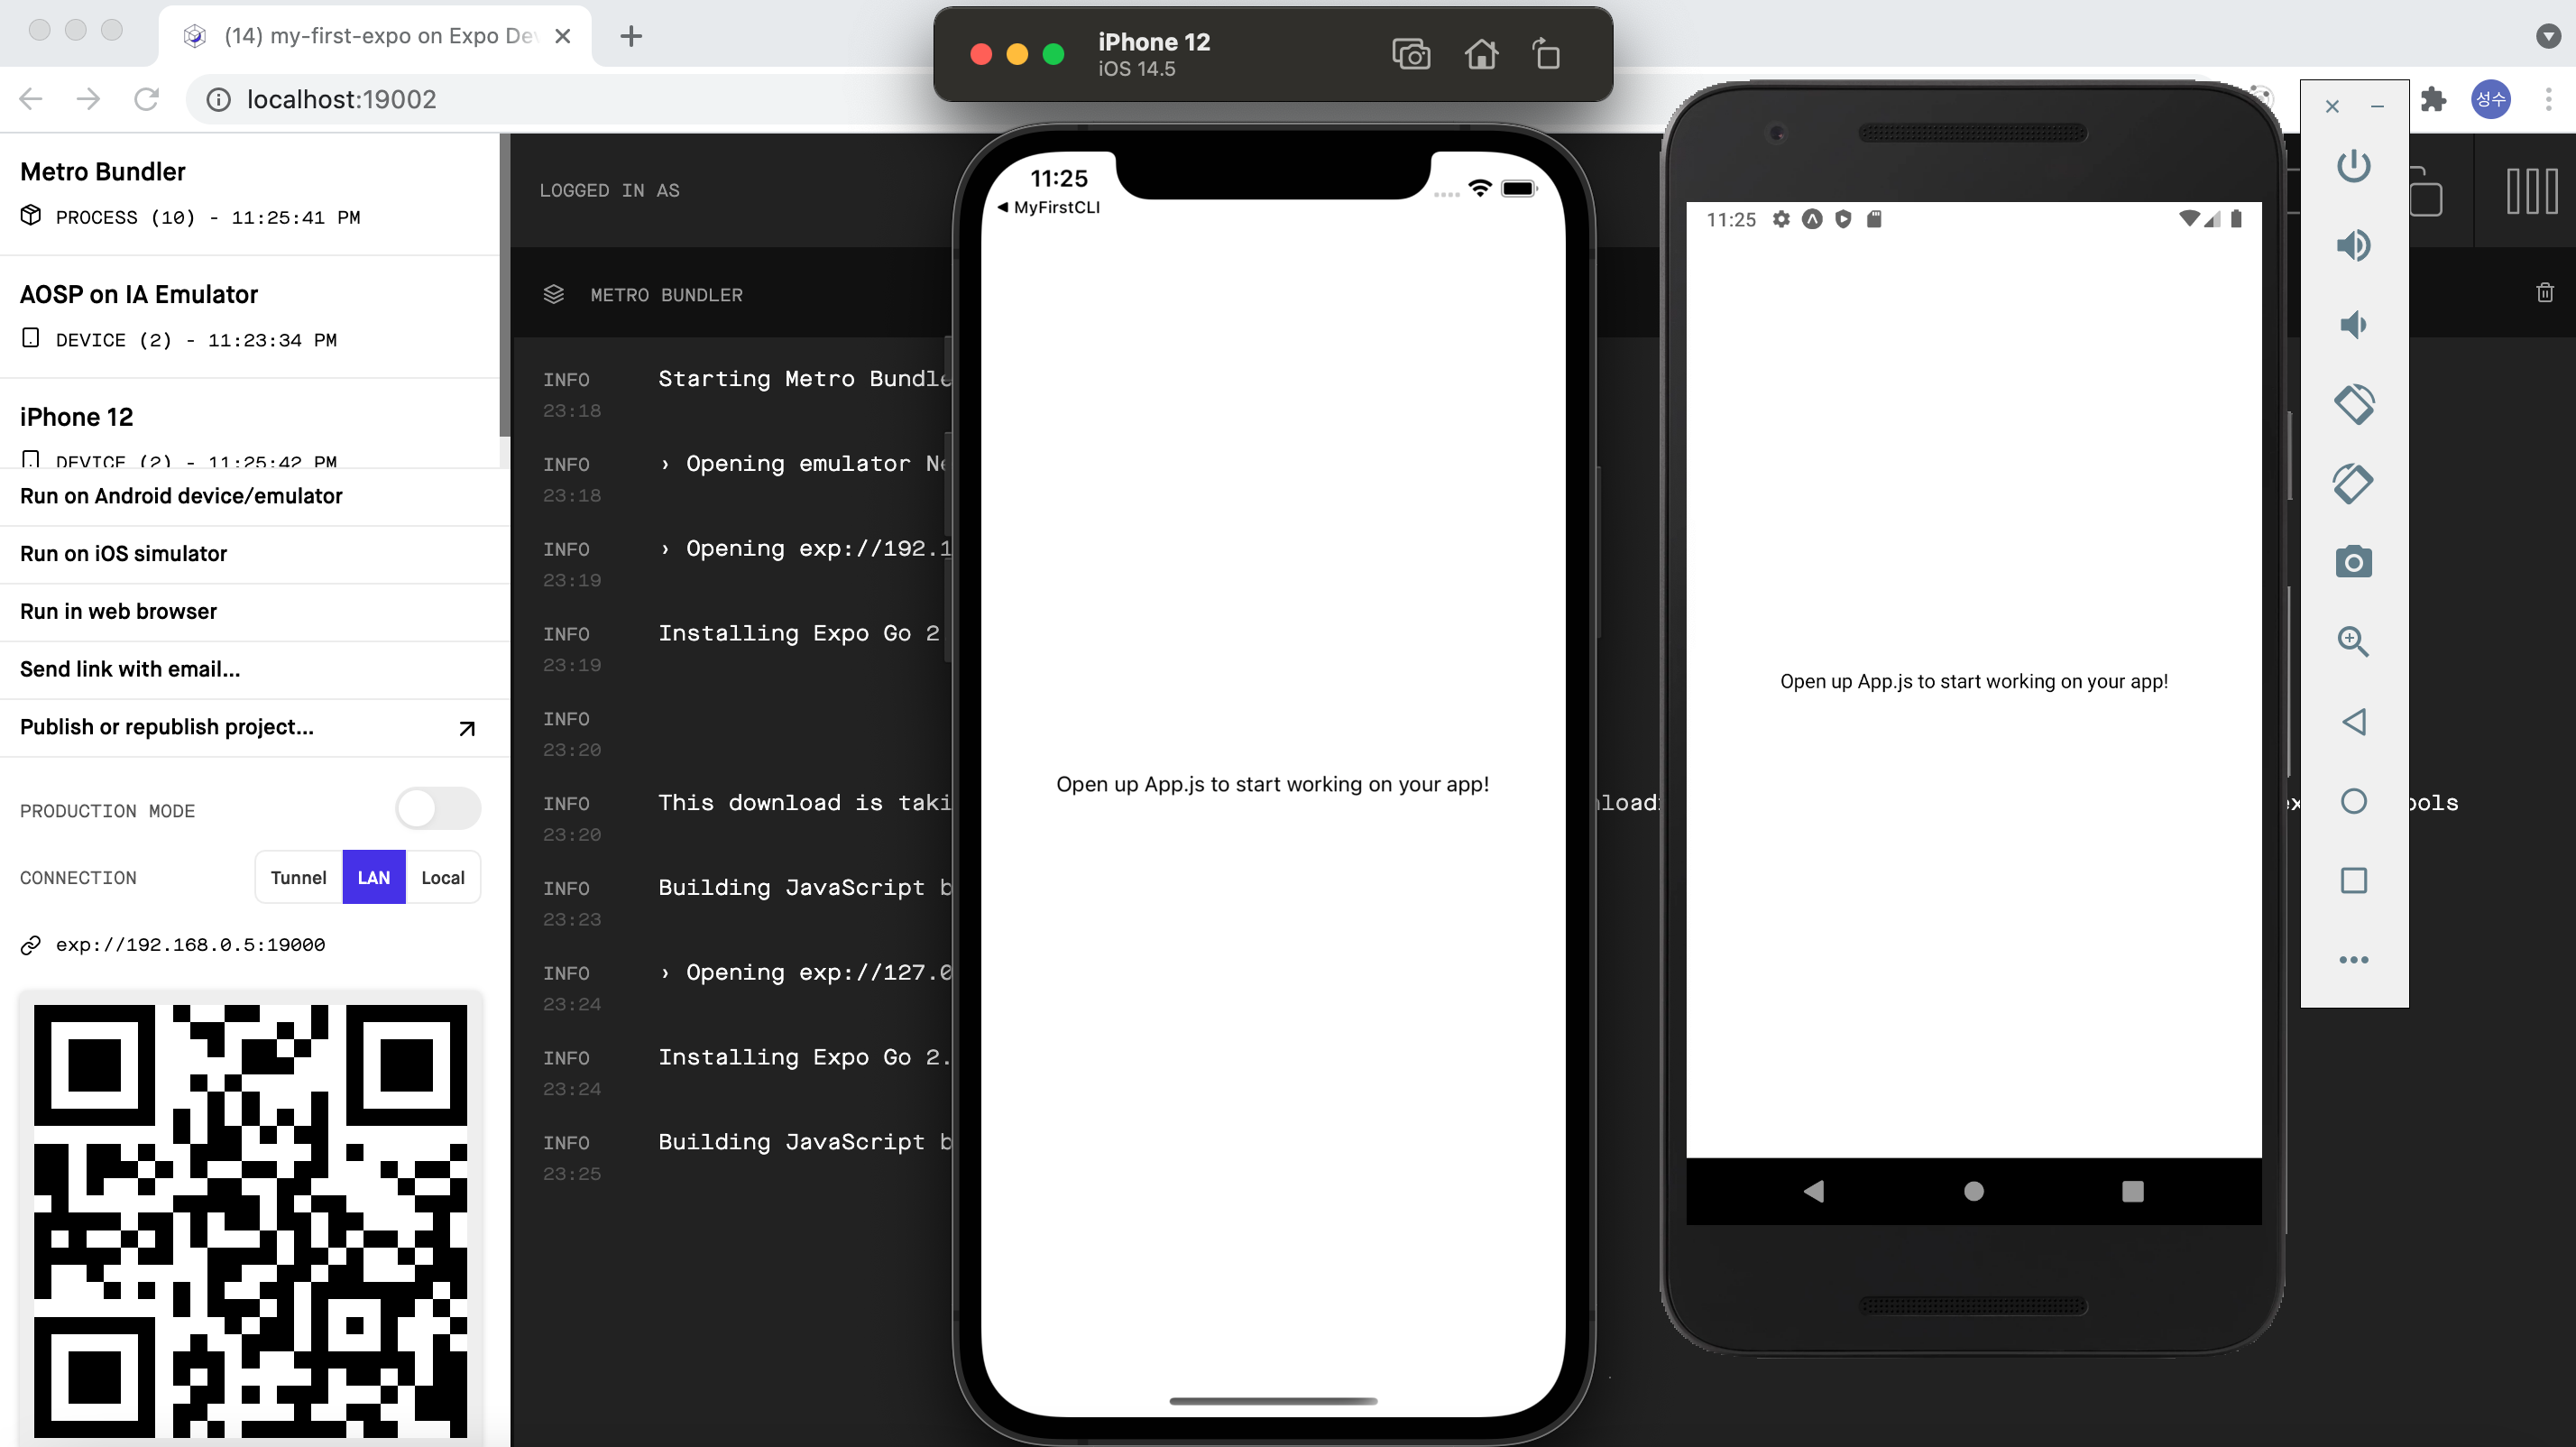 (14) my-first-expo on Expo De
localhost:19002
성수
Metro Bundler
PROCESS (10) - 11:25:41 PM
AOSP on IA Emulator
DEVICE (2) - 11:23:34 PM
iPhone 12
DEVICE (2) - 11:25:42 PM
Run on Android device/emulator
Run on iOS simulator
Run in web browser
Send link with email...
Publish or republish project...
PRODUCTION MODE
CONNECTION
Tunnel
LAN
Local
exp://192.168.0.5:19000
LOGGED IN AS
METRO BUNDLER
INFO Starting Metro Bundle
23:18
INFO › Opening emulator Ne
23:18
INFO › Opening exp://192.1
23:19
INFO Installing Expo Go 2
23:19
INFO
23:20
INFO This download is taki
23:20
INFO Building JavaScript b
23:23
INFO › Opening exp://127.0
23:24
INFO Installing Expo Go 2.
23:24
INFO Building JavaScript b
23:25
iPhone 12
iOS 14.5
11:25
◀ MyFirstCLI
Open up App.js to start working on your app!
11:25
Open up App.js to start working on your app!